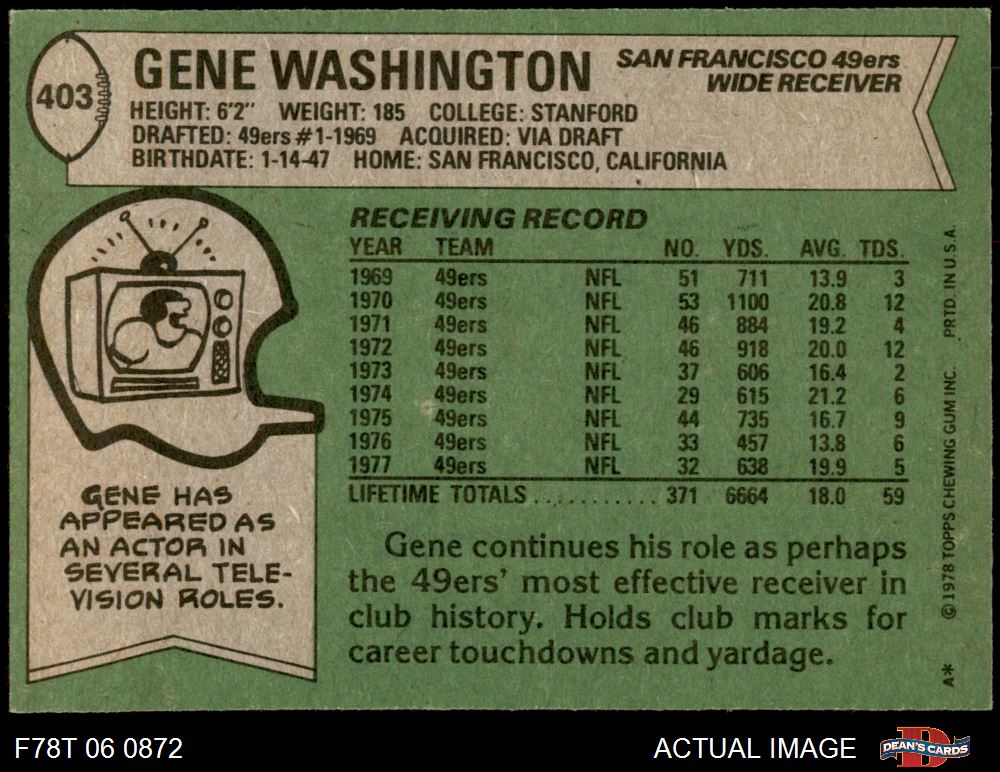 403
GENE WASHINGTON
SAN FRANCISCO 49ers
WIDE RECEIVER
HEIGHT: 6'2" WEIGHT: 185 COLLEGE: STANFORD
DRAFTED: 49ers #1-1969 ACQUIRED: VIA DRAFT
BIRTHDATE: 1-14-47 HOME: SAN FRANCISCO, CALIFORNIA
RECEIVING RECORD
YEAR TEAM NO. YDS. AVG. TDS.
1969 49ers NFL 51 711 13.9 3
1970 49ers NFL 53 1100 20.8 12
1971 49ers NFL 46 884 19.2 4
1972 49ers NFL 46 918 20.0 12
1973 49ers NFL 37 606 16.4 2
1974 49ers NFL 29 615 21.2 6
1975 49ers NFL 44 735 16.7 9
1976 49ers NFL 33 457 13.8 6
1977 49ers NFL 32 638 19.9 5
LIFETIME TOTALS ........... 371 6664 18.0 59
GENE HAS
APPEARED AS
AN ACTOR IN
SEVERAL TELE-
VISION ROLES.
Gene continues his role as perhaps
the 49ers' most effective receiver in
club history. Holds club marks for
career touchdowns and yardage.
A* © 1978 TOPPS CHEWING GUM INC. PRTD. IN U.S.A.
F78T 06 0872
ACTUAL IMAGE
DEAN'S CARDS